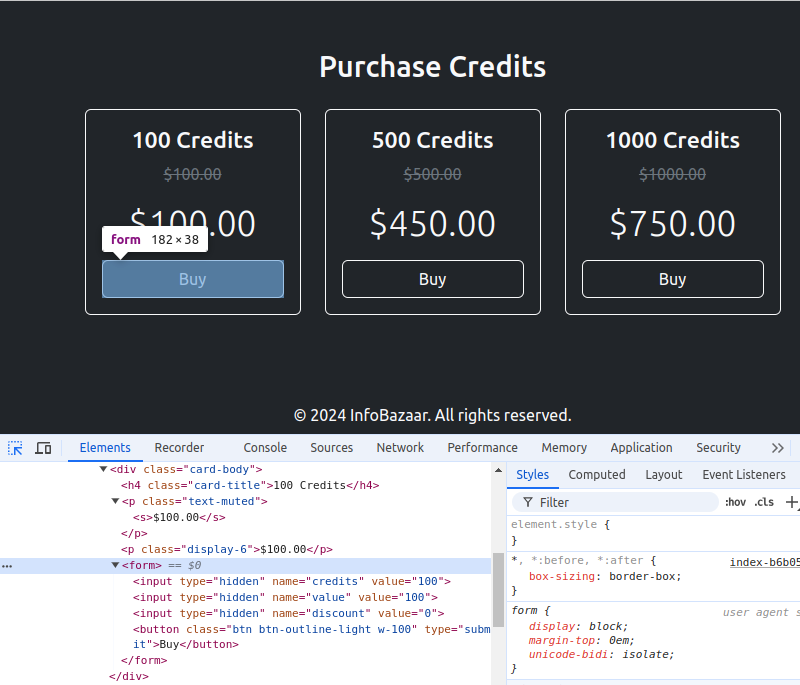 Purchase Credits
100 Credits
$100.00
$100.00
form 182 × 38
Buy
500 Credits
$500.00
$450.00
Buy
1000 Credits
$1000.00
$750.00
Buy
© 2024 InfoBazaar. All rights reserved.
Elements Recorder Console Sources Network Performance Memory Application Security
<div class="card-body">
<h4 class="card-title">100 Credits</h4>
<p class="text-muted">
<s>$100.00</s>
</p>
<p class="display-6">$100.00</p>
<form> == $0
<input type="hidden" name="credits" value="100">
<input type="hidden" name="value" value="100">
<input type="hidden" name="discount" value="0">
<button class="btn btn-outline-light w-100" type="subm
it">Buy</button>
</form>
</div>
Styles Computed Layout Event Listeners
Filter :hov .cls
element.style {
}
*, *:before, *:after { index-b6b05
box-sizing: border-box;
}
form { user agent s
display: block;
margin-top: 0em;
unicode-bidi: isolate;
}